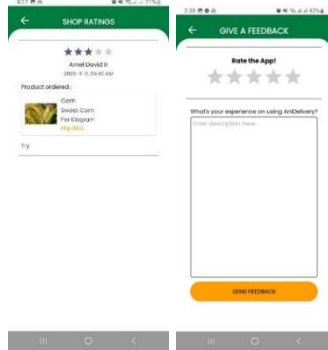 SHOP RATINGS
Arnel David R
Product ordered :
Corn
Sweet Corn
Per Kilogram
Try
GIVE A FEEDBACK
Rate the App!
What's your experience on using AniDelivery?
Enter description here...
SEND FEEDBACK